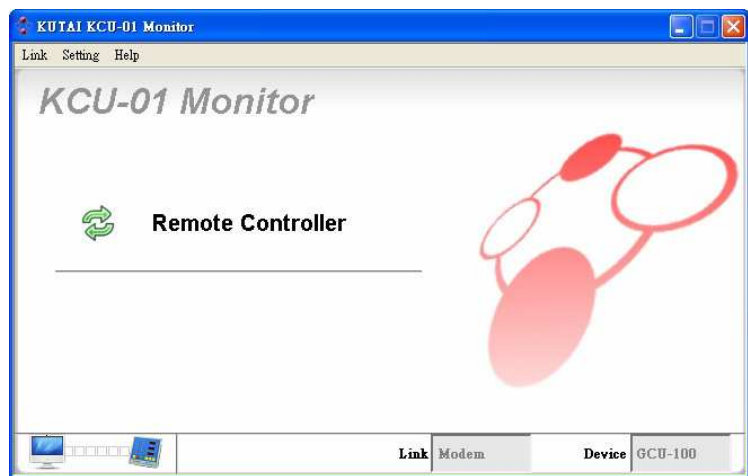 KUTAI KCU-01 Monitor
Link Setting Help
KCU-01 Monitor
Remote Controller
Link Modem Device GCU-100